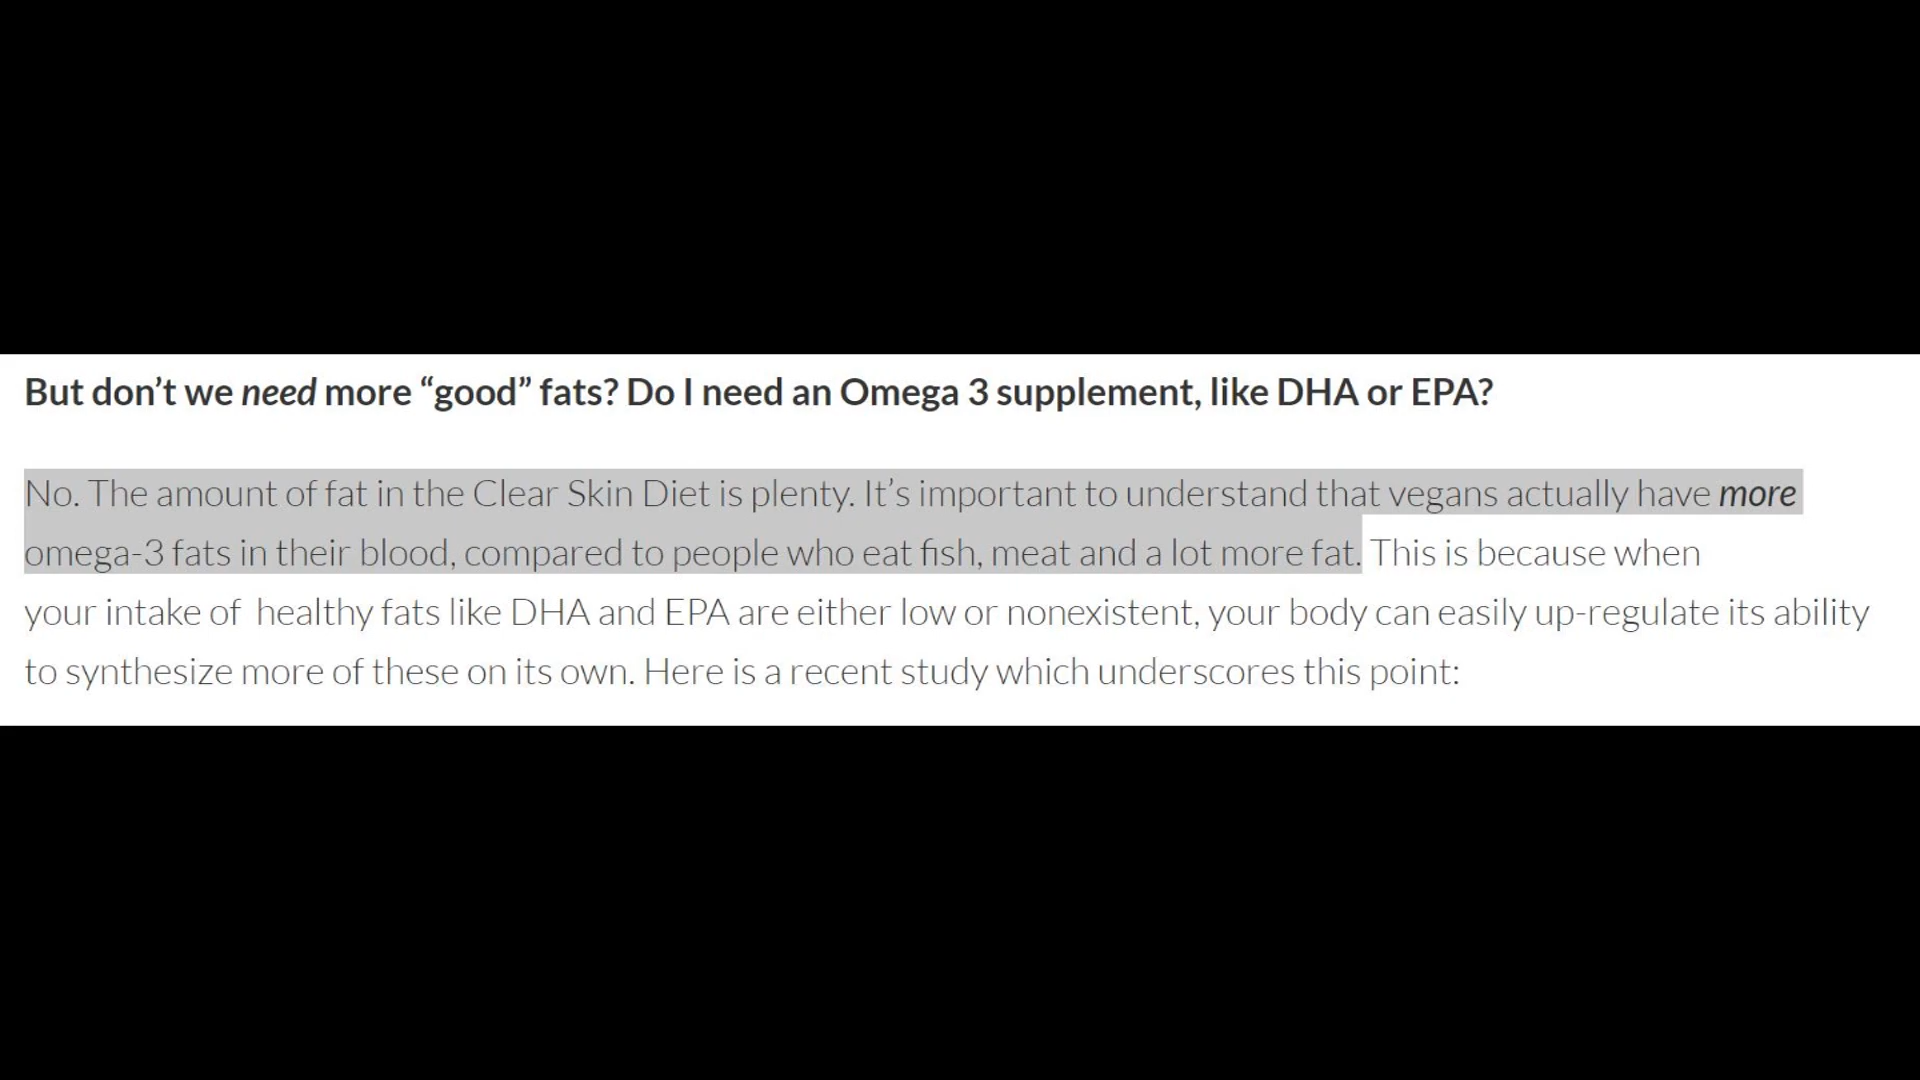 But don’t we need more “good” fats? Do I need an Omega 3 supplement, like DHA or EPA?
No. The amount of fat in the Clear Skin Diet is plenty. It’s important to understand that vegans actually have more
omega-3 fats in their blood, compared to people who eat fish, meat and a lot more fat. This is because when
your intake of healthy fats like DHA and EPA are either low or nonexistent, your body can easily up-regulate its ability
to synthesize more of these on its own. Here is a recent study which underscores this point: